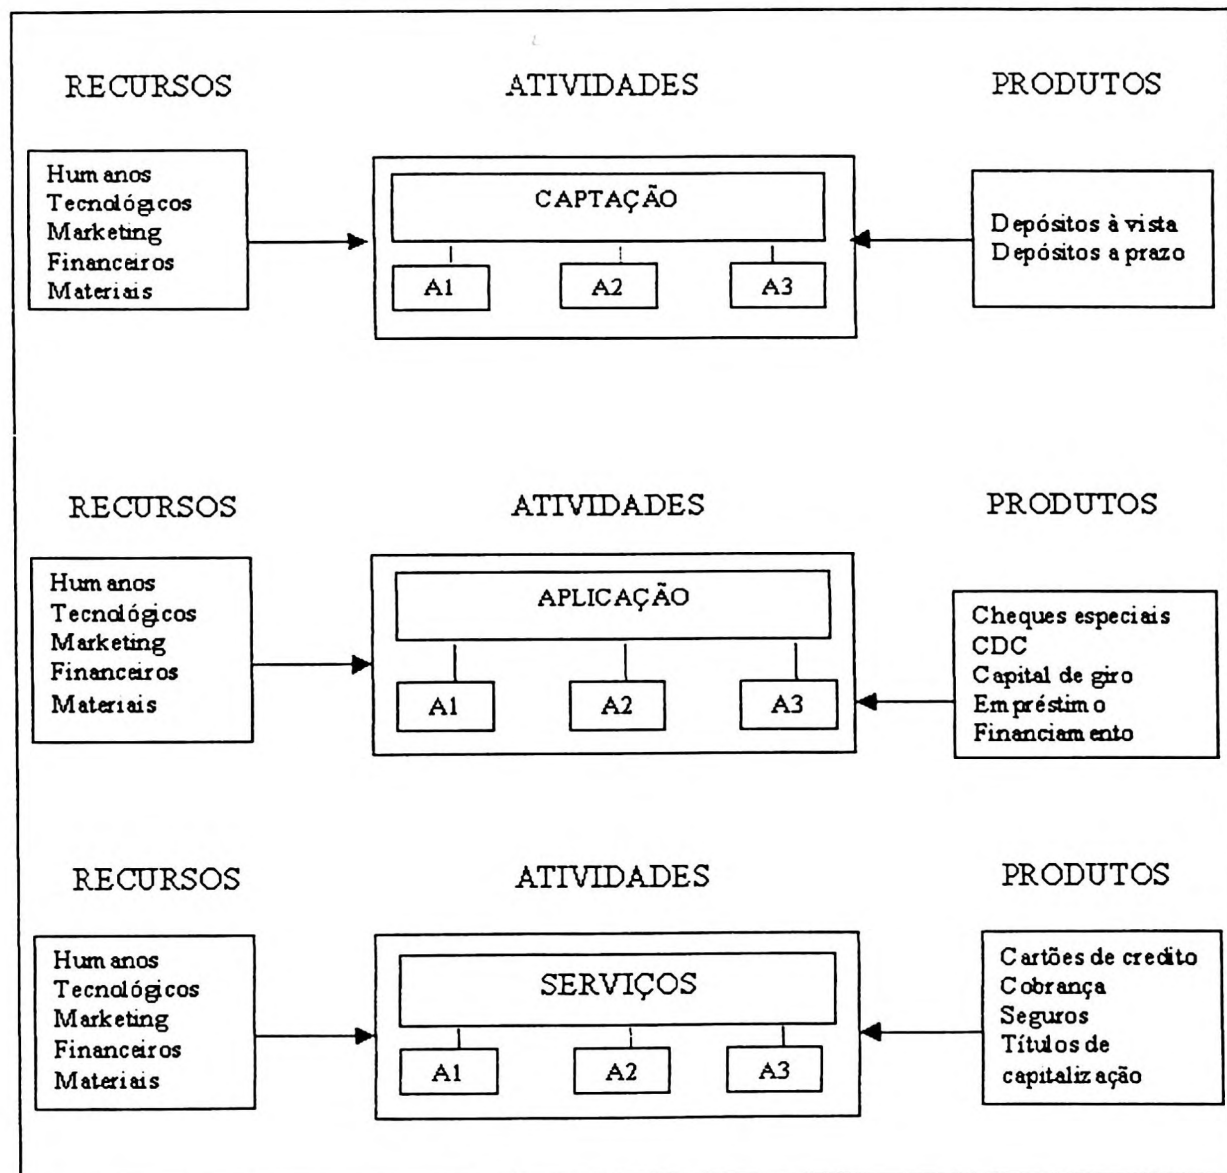 RECURSOS
ATIVIDADES
PRODUTOS
Humanos
Tecnológicos
Marketing
Financeiros
Materiais
CAPTAÇÃO
A1
A2
A3
Depósitos à vista
Depósitos a prazo
RECURSOS
ATIVIDADES
PRODUTOS
Humanos
Tecnológicos
Marketing
Financeiros
Materiais
APLICAÇÃO
A1
A2
A3
Cheques especiais
CDC
Capital de giro
Empréstimo
Financiamento
RECURSOS
ATIVIDADES
PRODUTOS
Humanos
Tecnológicos
Marketing
Financeiros
Materiais
SERVIÇOS
A1
A2
A3
Cartões de credito
Cobrança
Seguros
Títulos de
capitalização